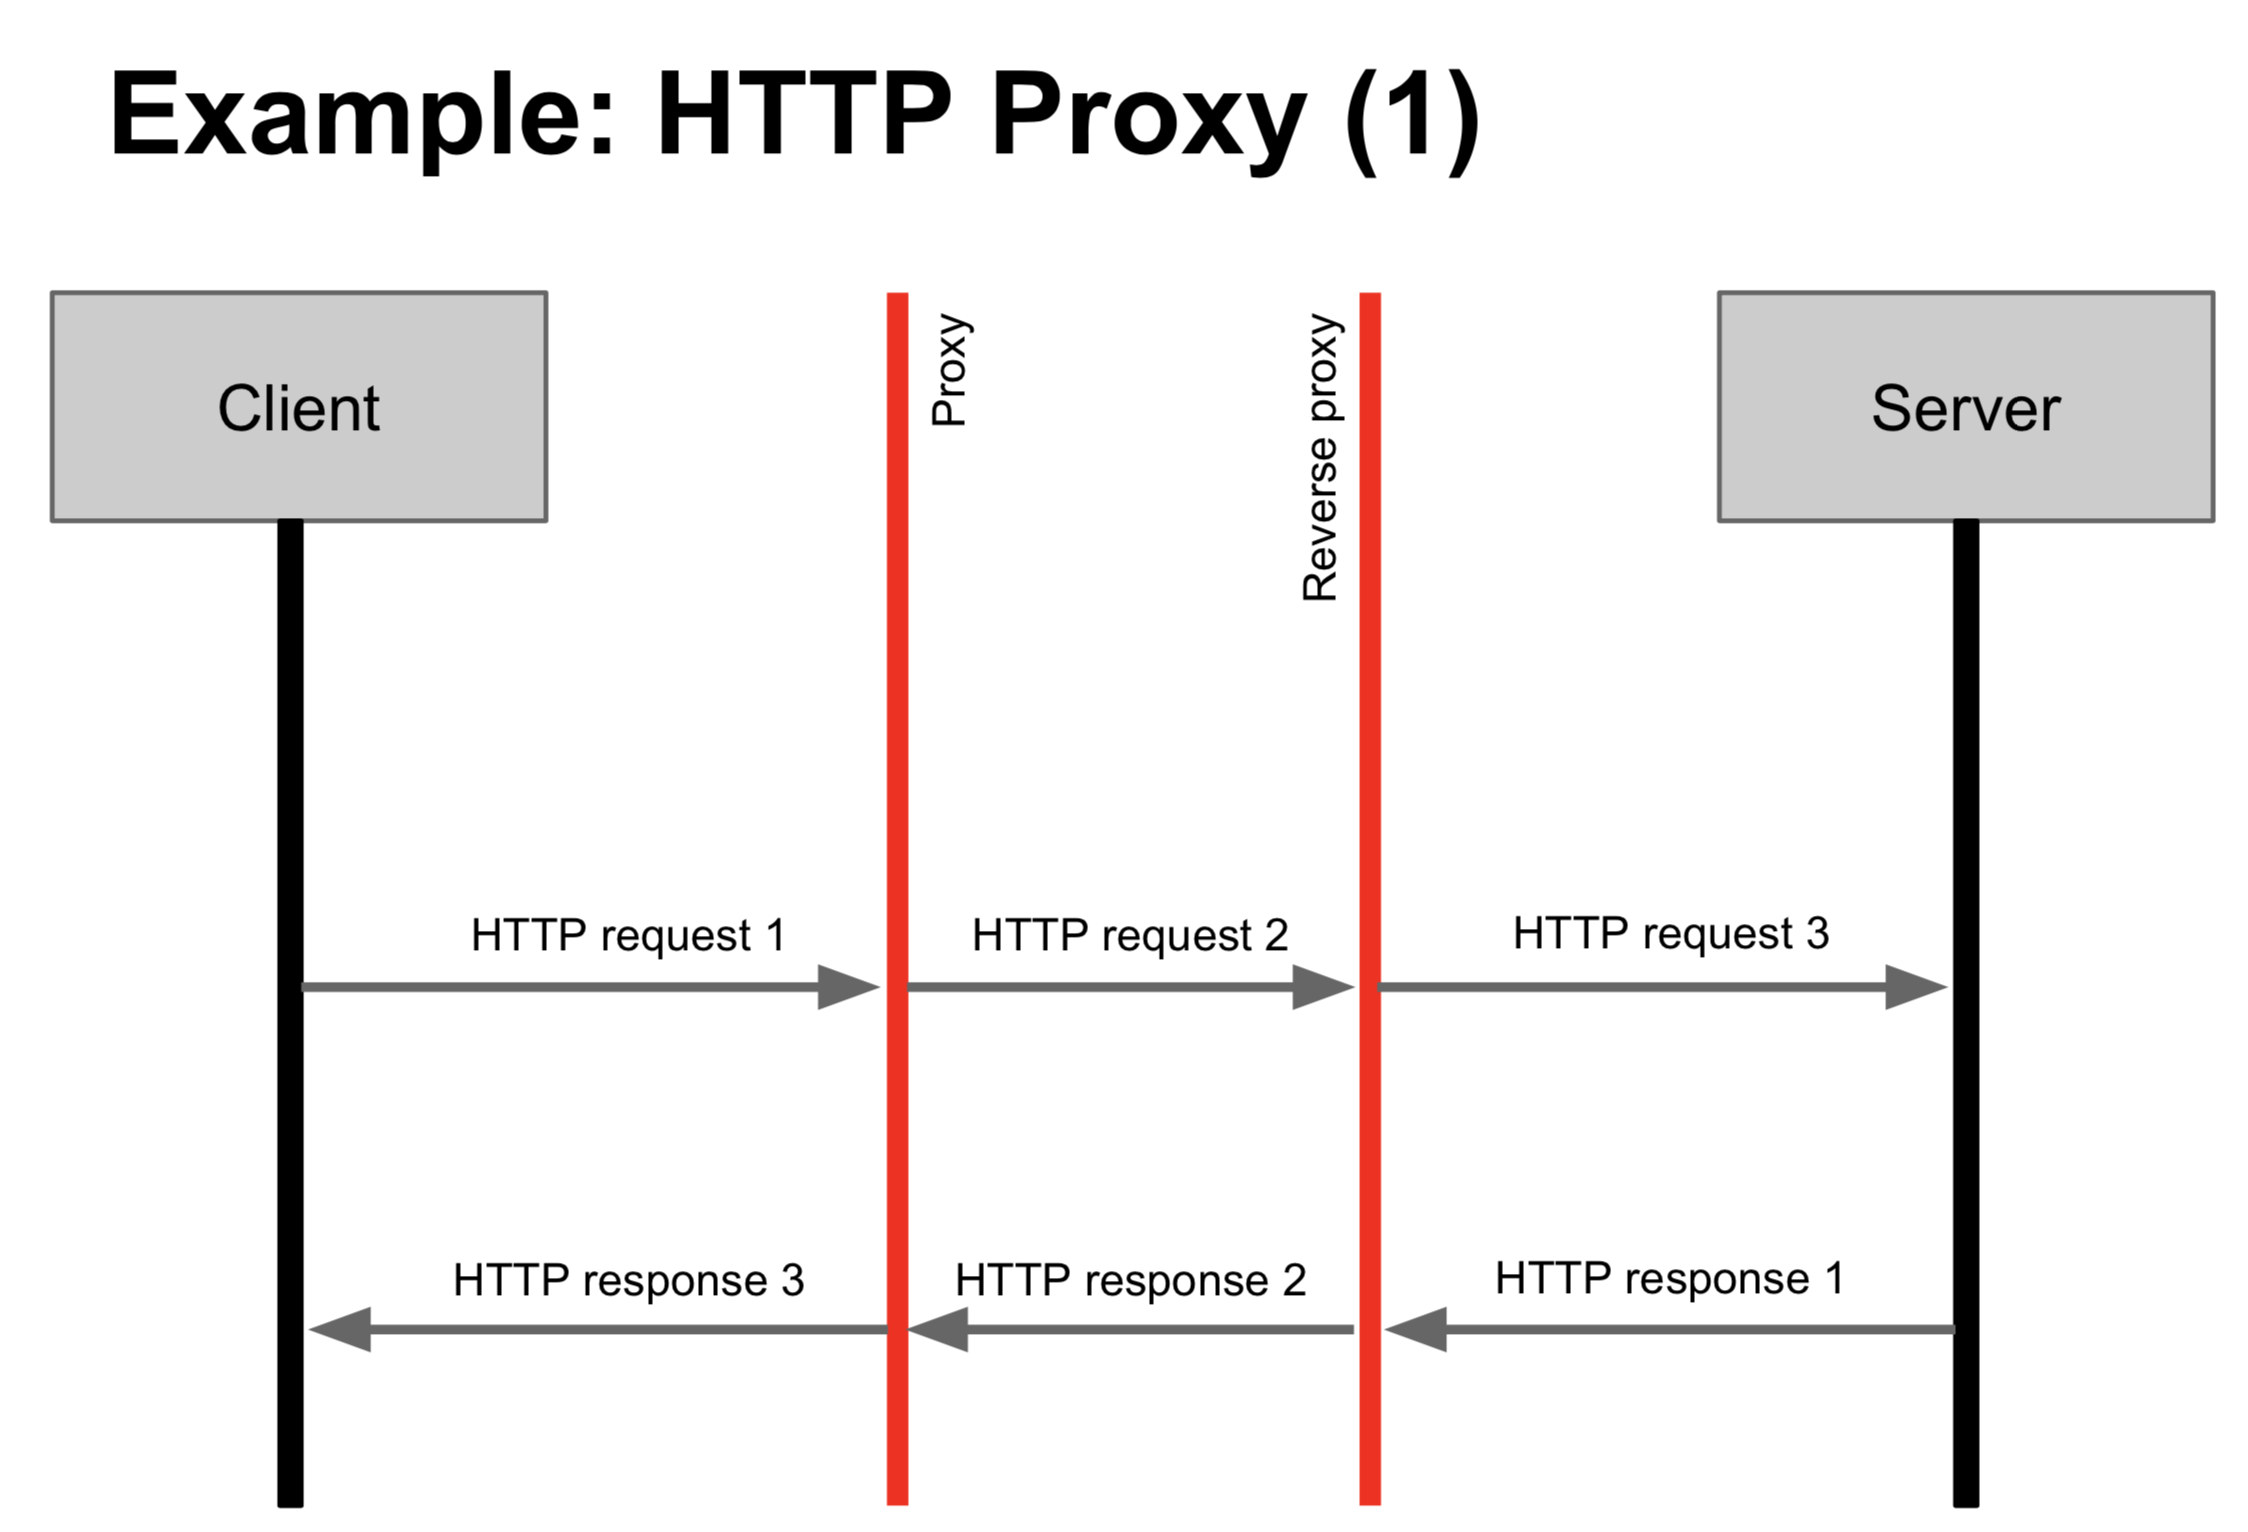 Example: HTTP Proxy (1)
Client
Proxy
Reverse proxy
Server
HTTP request 1
HTTP request 2
HTTP request 3
HTTP response 3
HTTP response 2
HTTP response 1